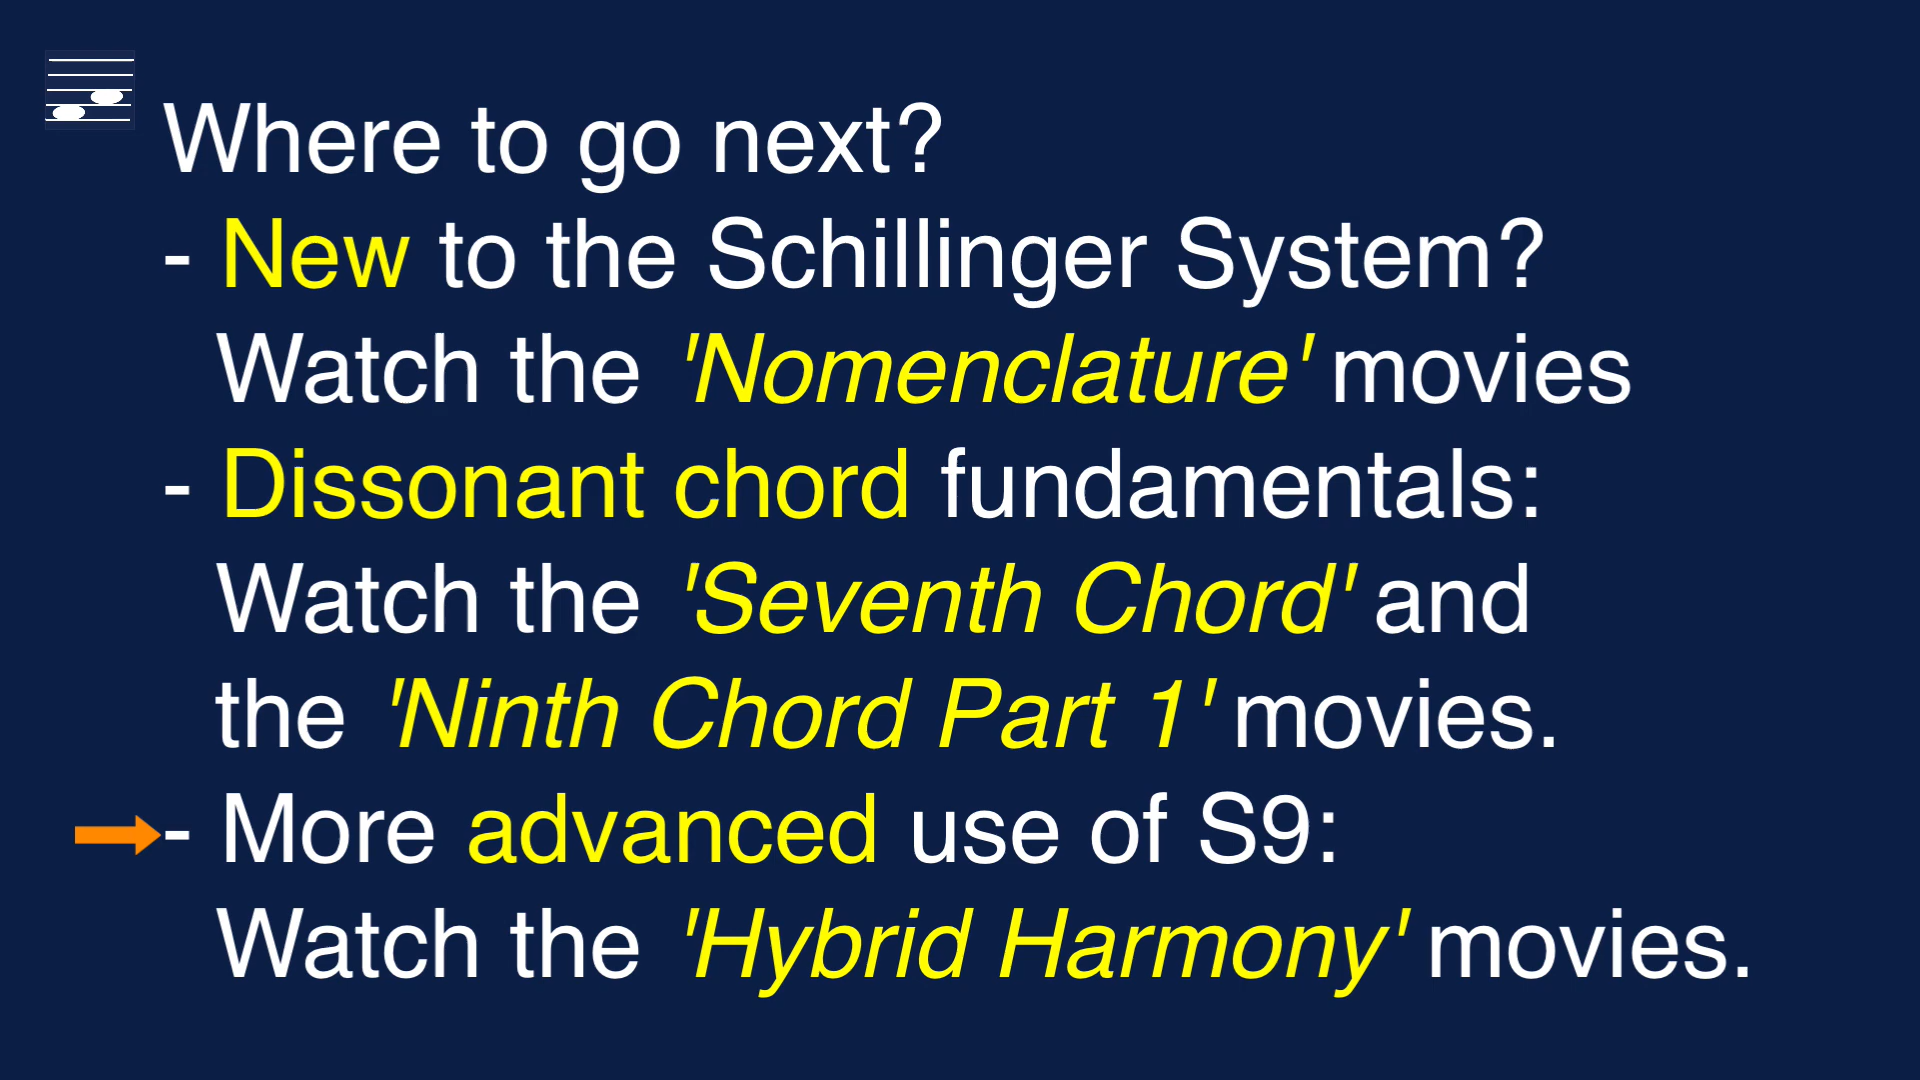 Where to go next?
- New to the Schillinger System?
Watch the 'Nomenclature' movies
- Dissonant chord fundamentals:
Watch the 'Seventh Chord' and
the 'Ninth Chord Part 1' movies.
- More advanced use of S9:
Watch the 'Hybrid Harmony' movies.